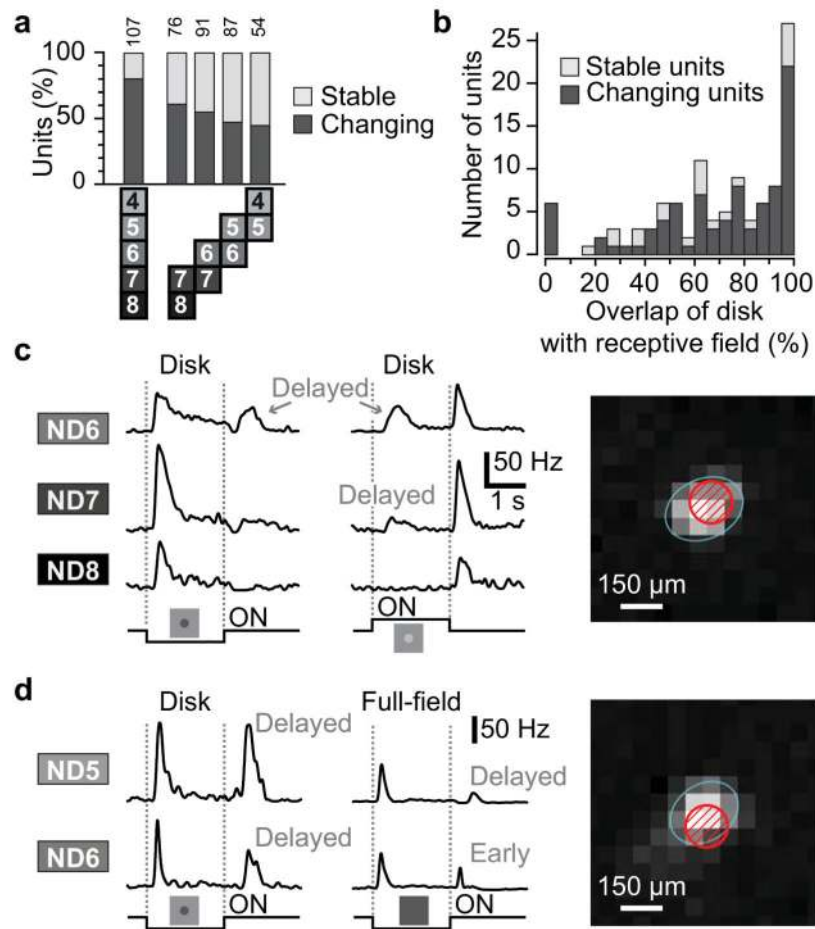 a
107
76
91
87
54
100
50
0
Units (%)
Stable
Changing
4
5
6
7
8
7
8
6
7
5
6
4
5
b
25
20
15
10
5
0
Number of units
Stable units
Changing units
0 20 40 60 80 100
Overlap of disk
with receptive field (%)
c
Disk
Disk
Delayed
ND6
50 Hz
1 s
ND7
Delayed
ND8
ON
ON
150 µm
d
Disk
Full-field
50 Hz
Delayed
ND5
Delayed
Delayed
Early
ND6
ON
ON
150 µm